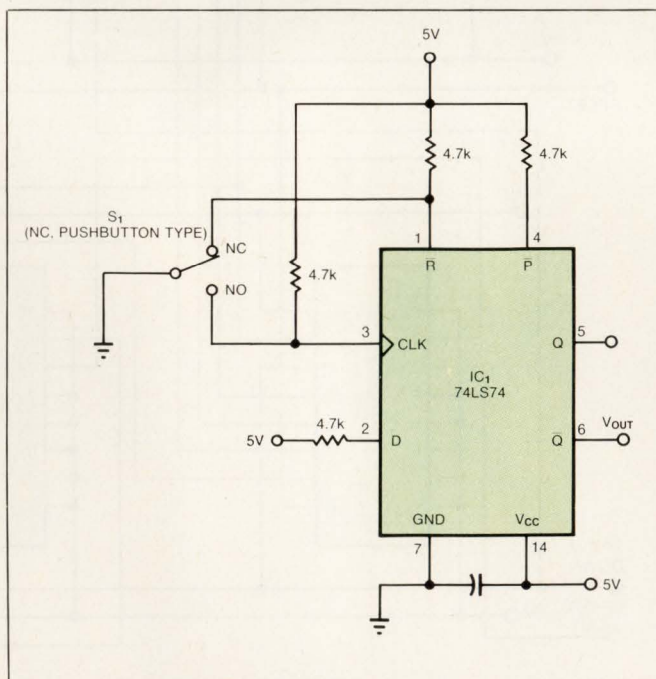 5V
4.7k
4.7k
S₁
(NC, PUSHBUTTON TYPE)
NC
NO
4.7k
1
4
R̅
P̅
3
CLK
Q
5
IC₁
74LS74
4.7k
5V
2
D
Q̅
6
VOUT
GND
VCC
7
14
5V